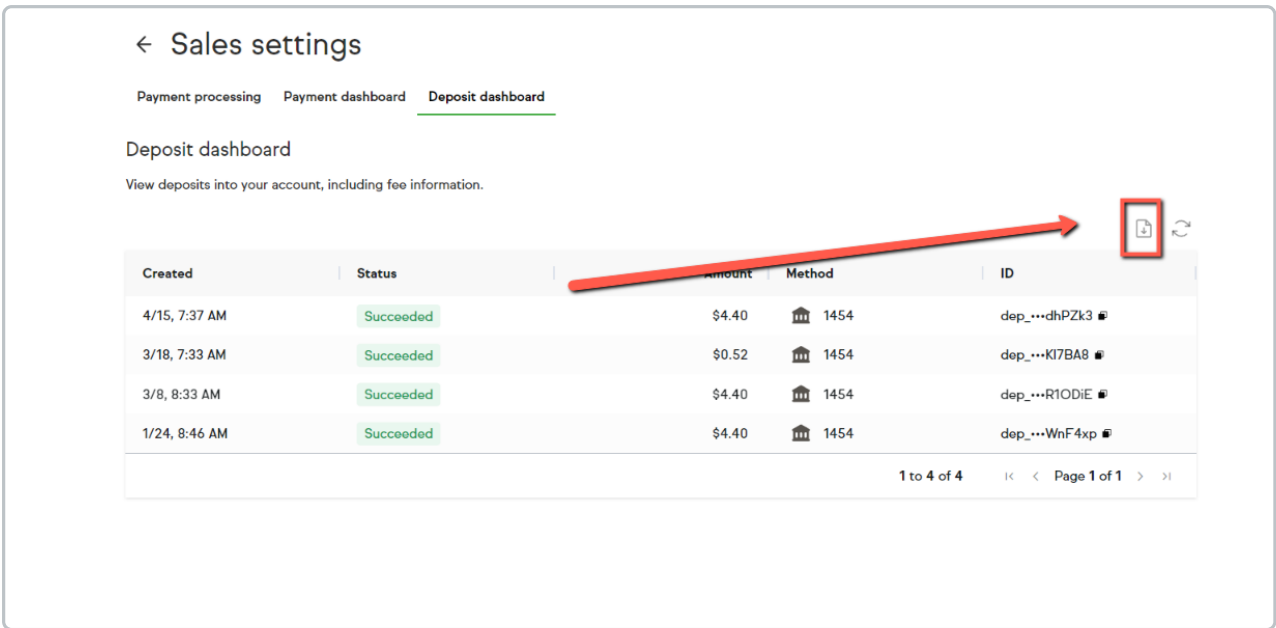 Sales settings
Payment processing Payment dashboard Deposit dashboard
Deposit dashboard
View deposits into your account, including fee information.
Created Status Amount Method ID
4/15, 7:37 AM Succeeded $4.40 1454 dep_•••dhPZk3
3/18, 7:33 AM Succeeded $0.52 1454 dep_•••KI7BA8
3/8, 8:33 AM Succeeded $4.40 1454 dep_•••R1ODiE
1/24, 8:46 AM Succeeded $4.40 1454 dep_•••WnF4xp
1 to 4 of 4 Page 1 of 1